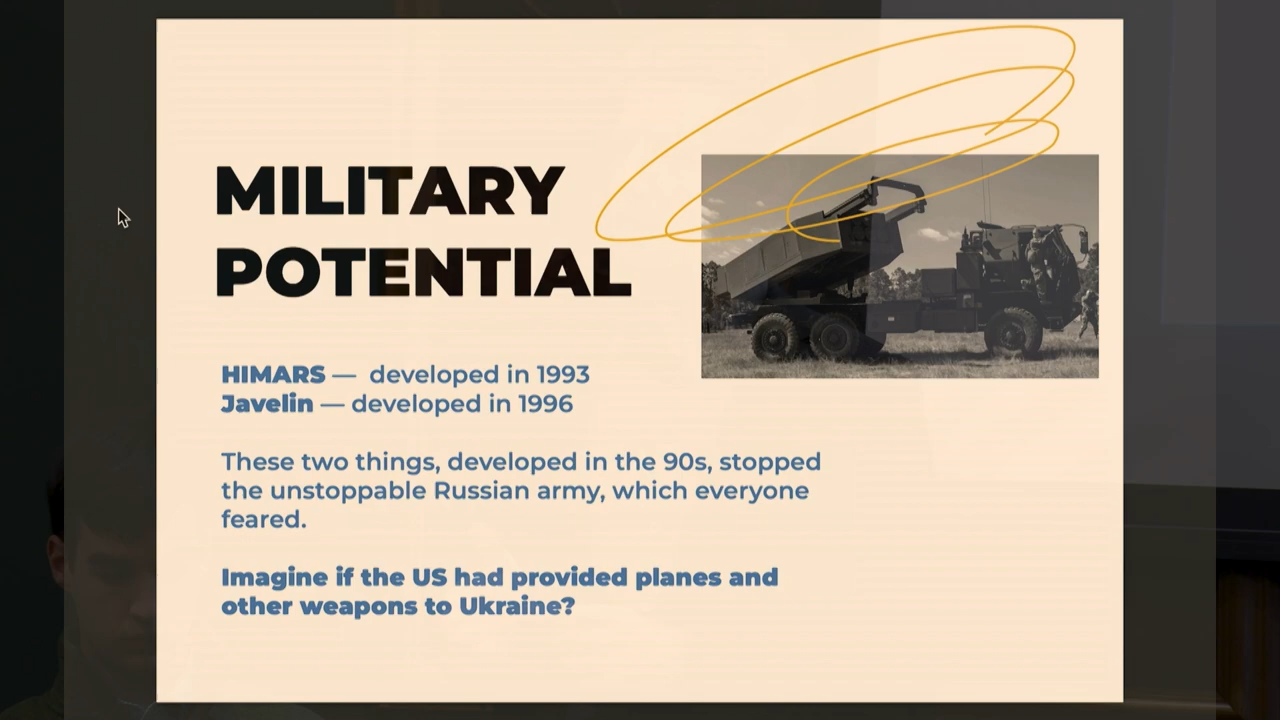 MILITARY
POTENTIAL
HIMARS — developed in 1993
Javelin — developed in 1996
These two things, developed in the 90s, stopped
the unstoppable Russian army, which everyone
feared.
Imagine if the US had provided planes and
other weapons to Ukraine?